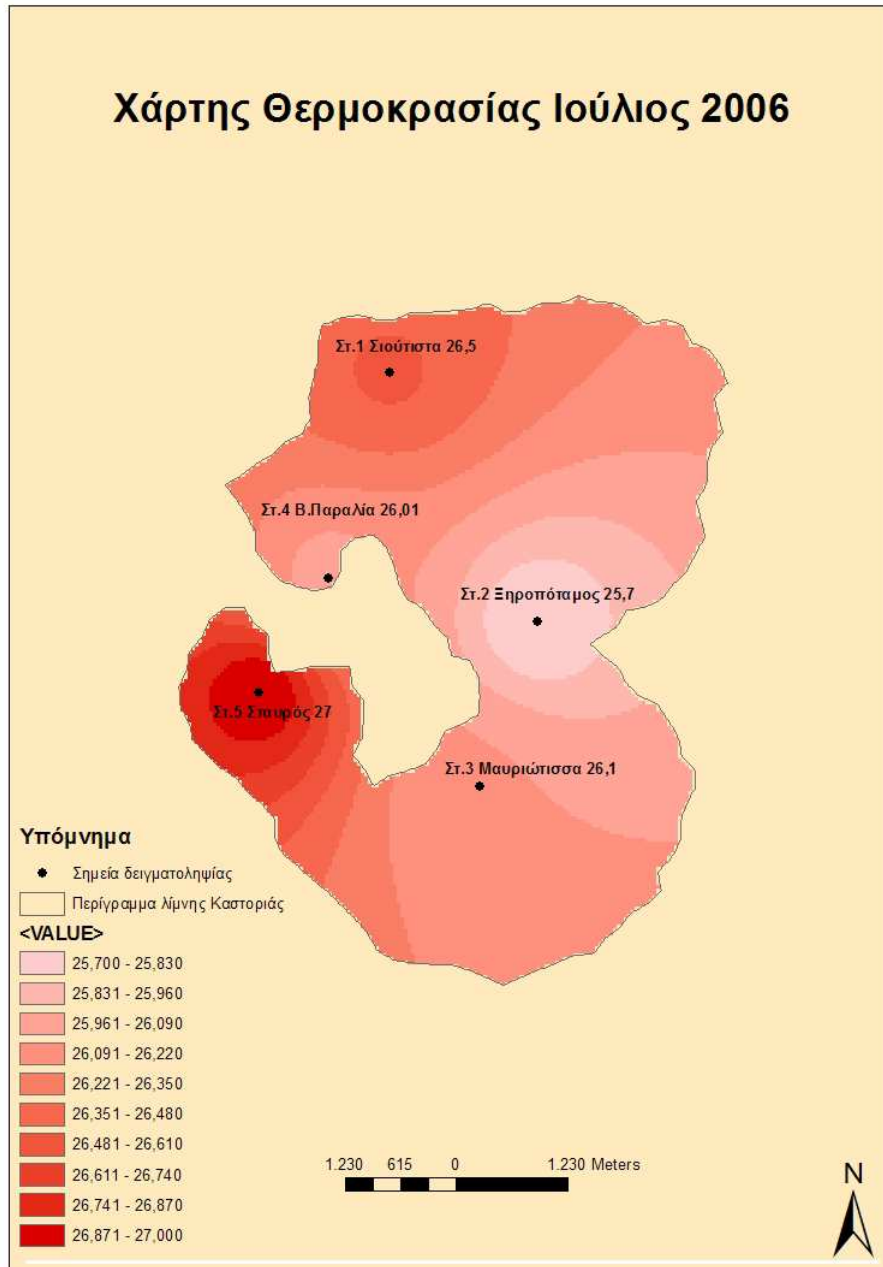 Χάρτης Θερμοκρασίας Ιούλιος 2006
Στ.1 Σιούτιστα 26,5
Στ.4 Β.Παραλία 26,01
Στ.2 Ξηροπόταμος 25,7
Στ.5 Σταυρός 27
Στ.3 Μαυριώτισσα 26,1
Υπόμνημα
Σημεία δειγματοληψίας
Περίγραμμα λίμνης Καστοριάς
<VALUE>
25,700 - 25,830
25,831 - 25,960
25,961 - 26,090
26,091 - 26,220
26,221 - 26,350
26,351 - 26,480
26,481 - 26,610
26,611 - 26,740
26,741 - 26,870
26,871 - 27,000
1.230 615 0 1.230 Meters
N